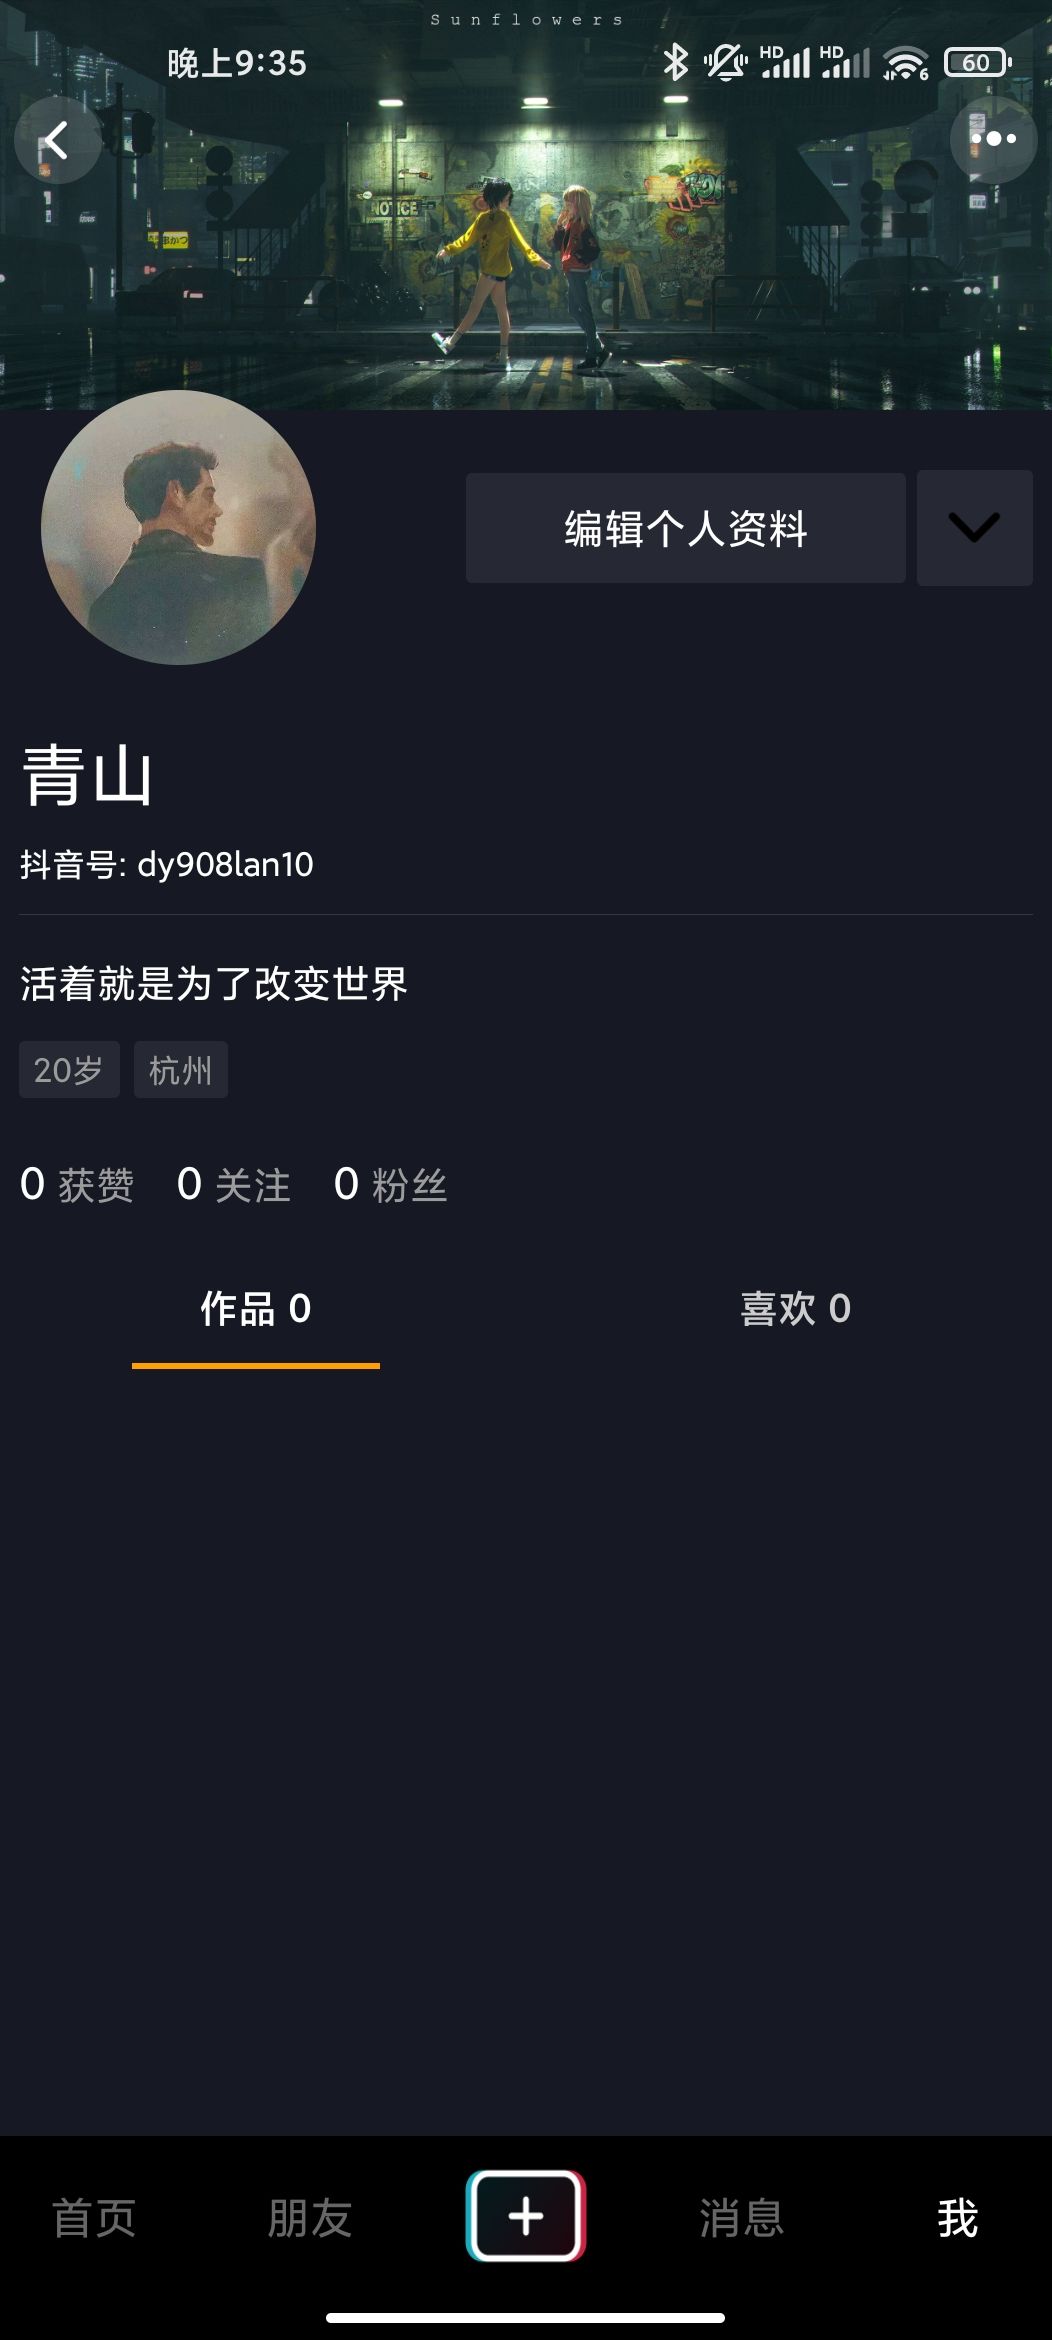 Sunflowers
晚上9:35
HD HD 6 60
NOTICE
编辑个人资料
青山
抖音号: dy908lan10
活着就是为了改变世界
20岁 杭州
0 获赞 0 关注 0 粉丝
作品 0 喜欢 0
首页 朋友 消息 我